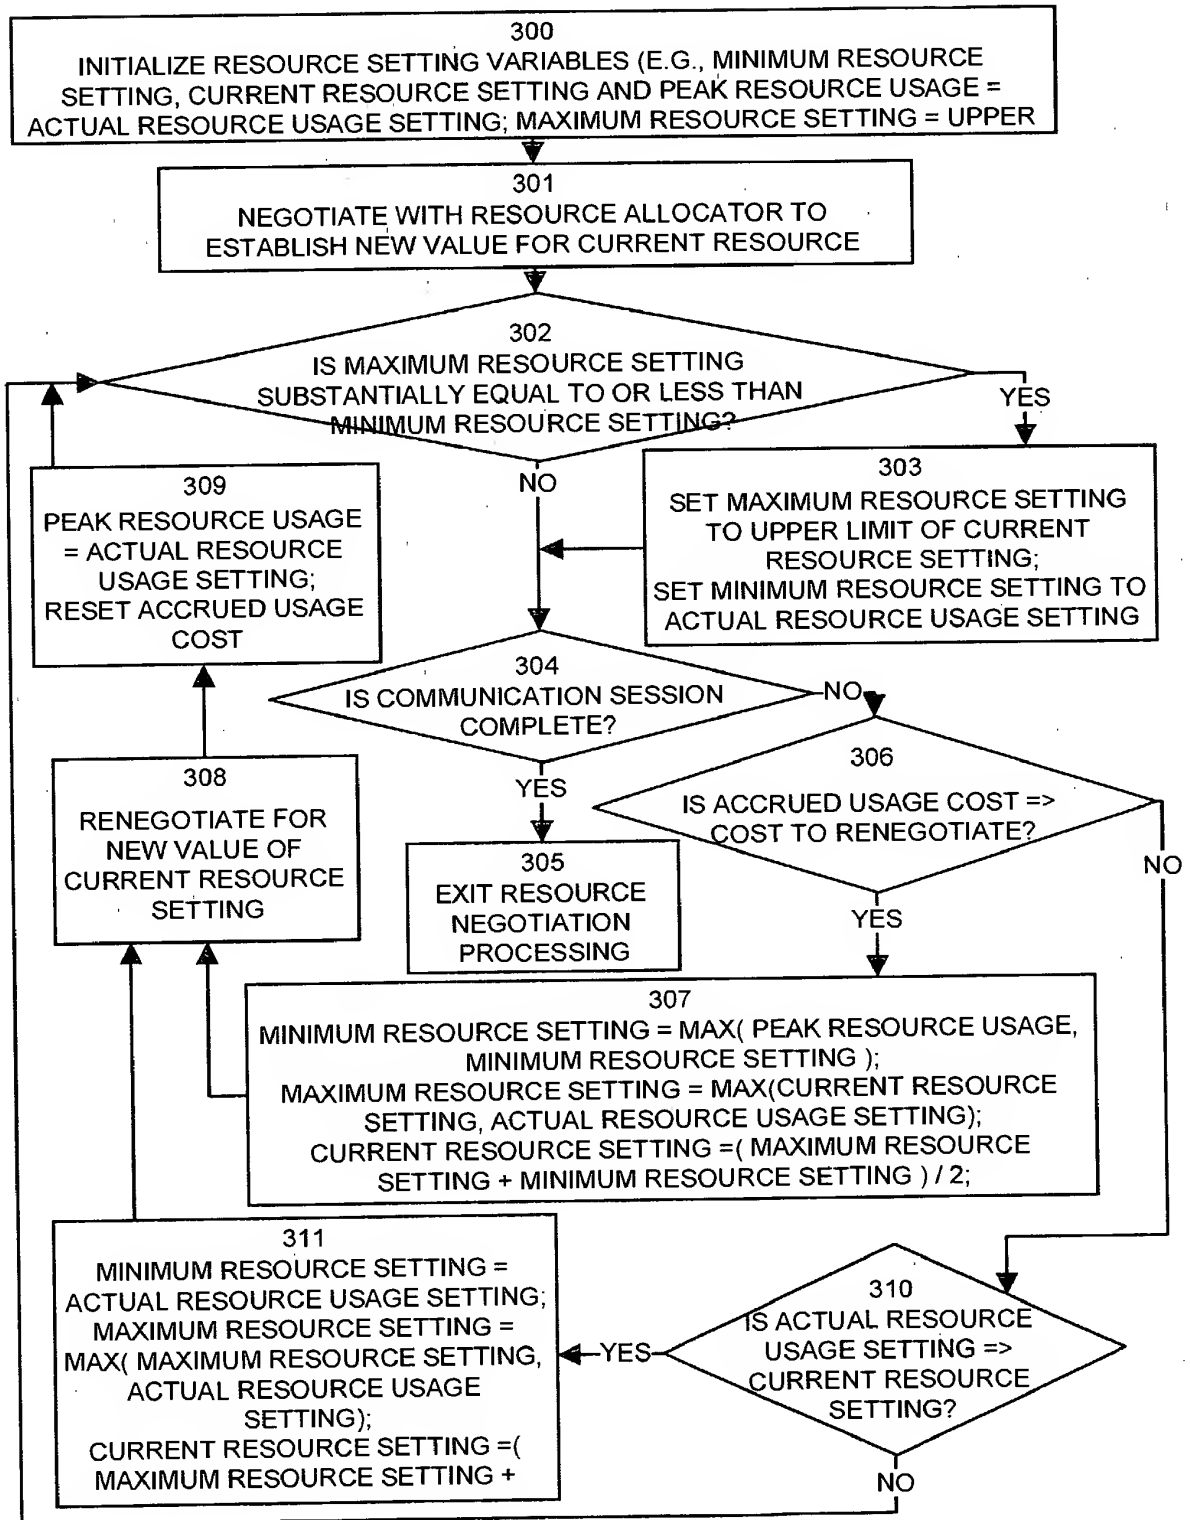 300
INITIALIZE RESOURCE SETTING VARIABLES (E.G., MINIMUM RESOURCE
SETTING, CURRENT RESOURCE SETTING AND PEAK RESOURCE USAGE =
ACTUAL RESOURCE USAGE SETTING; MAXIMUM RESOURCE SETTING = UPPER
301
NEGOTIATE WITH RESOURCE ALLOCATOR TO
ESTABLISH NEW VALUE FOR CURRENT RESOURCE
302
IS MAXIMUM RESOURCE SETTING
SUBSTANTIALLY EQUAL TO OR LESS THAN
MINIMUM RESOURCE SETTING?
YES
NO
303
SET MAXIMUM RESOURCE SETTING
TO UPPER LIMIT OF CURRENT
RESOURCE SETTING;
SET MINIMUM RESOURCE SETTING TO
ACTUAL RESOURCE USAGE SETTING
309
PEAK RESOURCE USAGE
= ACTUAL RESOURCE
USAGE SETTING;
RESET ACCRUED USAGE
COST
304
IS COMMUNICATION SESSION
COMPLETE?
NO
YES
306
IS ACCRUED USAGE COST =>
COST TO RENEGOTIATE?
NO
YES
308
RENEGOTIATE FOR
NEW VALUE OF
CURRENT RESOURCE
SETTING
305
EXIT RESOURCE
NEGOTIATION
PROCESSING
307
MINIMUM RESOURCE SETTING = MAX( PEAK RESOURCE USAGE,
MINIMUM RESOURCE SETTING );
MAXIMUM RESOURCE SETTING = MAX(CURRENT RESOURCE
SETTING, ACTUAL RESOURCE USAGE SETTING);
CURRENT RESOURCE SETTING =( MAXIMUM RESOURCE
SETTING + MINIMUM RESOURCE SETTING ) / 2;
311
MINIMUM RESOURCE SETTING =
ACTUAL RESOURCE USAGE SETTING;
MAXIMUM RESOURCE SETTING =
MAX( MAXIMUM RESOURCE SETTING,
ACTUAL RESOURCE USAGE
SETTING);
CURRENT RESOURCE SETTING =(
MAXIMUM RESOURCE SETTING +
310
IS ACTUAL RESOURCE
USAGE SETTING =>
CURRENT RESOURCE
SETTING?
YES
NO